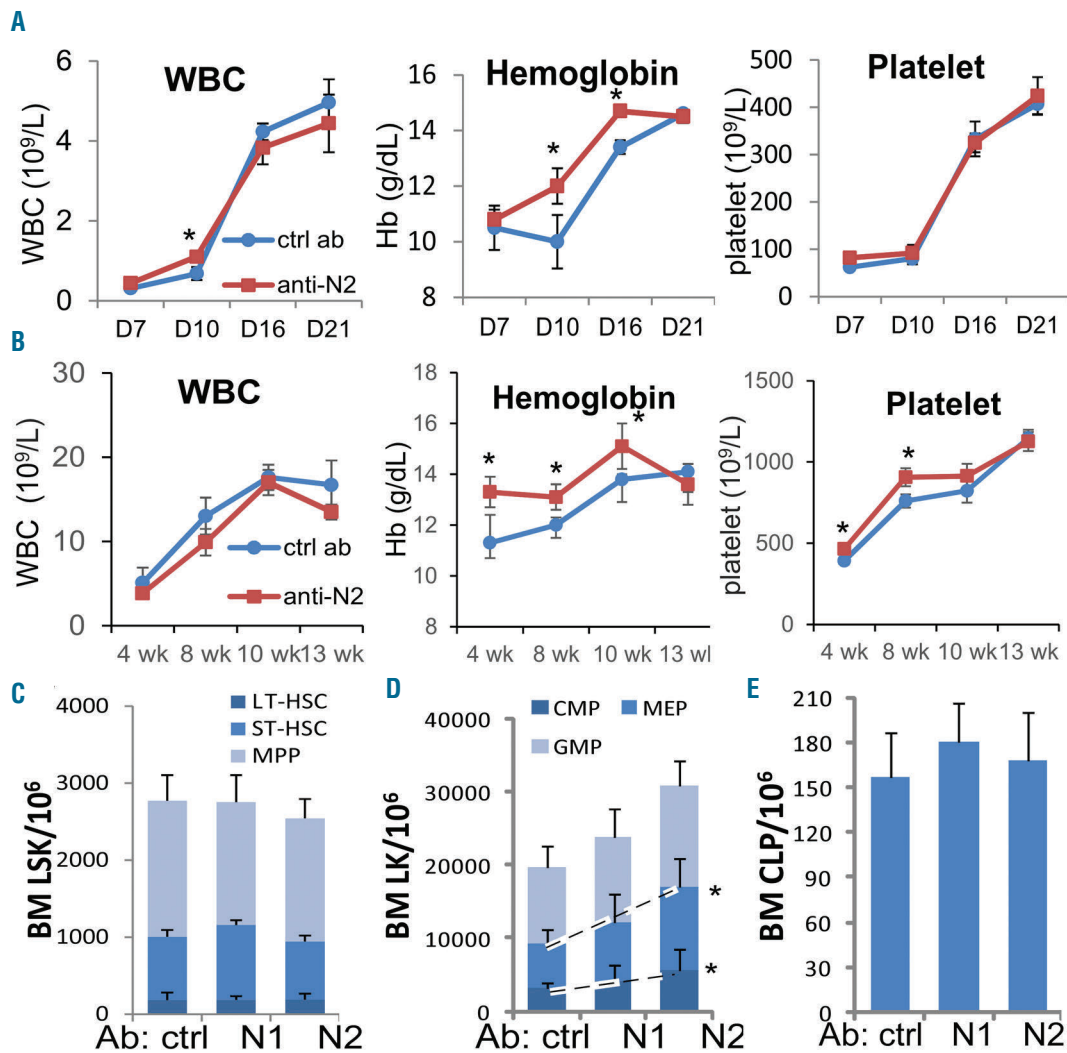 A
WBC
WBC (10⁹/L)
6
4
2
0
*
ctrl ab
anti-N2
D7 D10 D16 D21
Hemoglobin
Hb (g/dL)
16
14
12
10
8
*
*
D7 D10 D16 D21
Platelet
platelet (10⁹/L)
500
400
300
200
100
0
D7 D10 D16 D21
B
WBC
WBC (10⁹/L)
30
20
10
0
ctrl ab
anti-N2
4 wk 8 wk 10 wk 13 wk
Hemoglobin
Hb (g/dL)
18
16
14
12
10
8
*
*
*
4 wk 8 wk 10 wk 13 wl
Platelet
platelet (10⁹/L)
1500
1000
500
0
*
*
4 wk 8 wk 10 wk 13 wk
C
LT-HSC
ST-HSC
MPP
BM LSK/10⁶
4000
3000
2000
1000
0
Ab: ctrl N1 N2
D
CMP MEP
GMP
BM LK/10⁶
40000
30000
20000
10000
0
*
*
Ab: ctrl N1 N2
E
BM CLP/10⁶
210
180
150
120
90
60
30
0
Ab: ctrl N1 N2